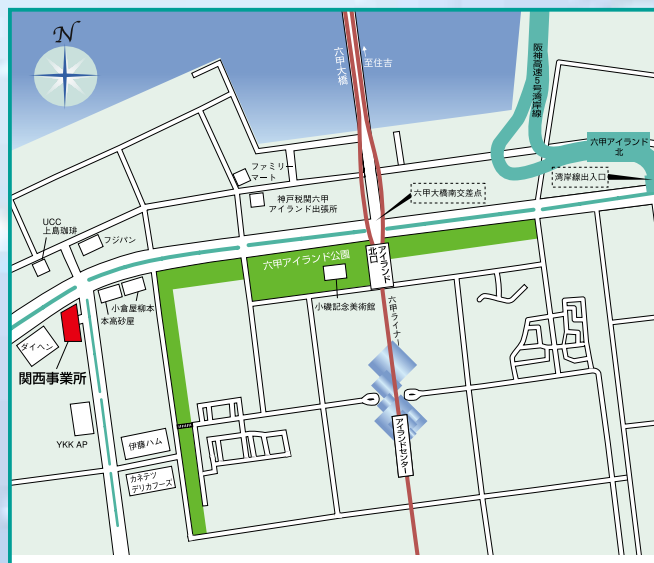 N
六甲大橋
至住吉
阪神高速5号湾岸線
六甲アイランド
北
湾岸線出入口
ファミリー
マート
神戸税関六甲
アイランド出張所
六甲大橋南交差点
UCC
上島珈琲
フジパン
六甲アイランド公園
アイランド
北口
小磯記念美術館
小倉屋柳本
本高砂屋
六甲ライナー
ダイヘン
関西事業所
YKK AP
伊藤ハム
カネテツ
デリカフーズ
アイランドセンター